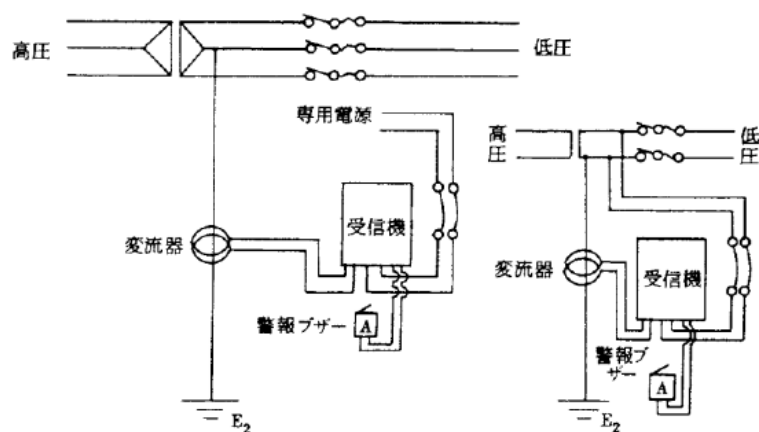 高圧
低圧
専用電源
受信機
変流器
警報ブザー
A
E₂
高
圧
低
圧
受信機
変流器
警報ブ
ザー
A
E₂